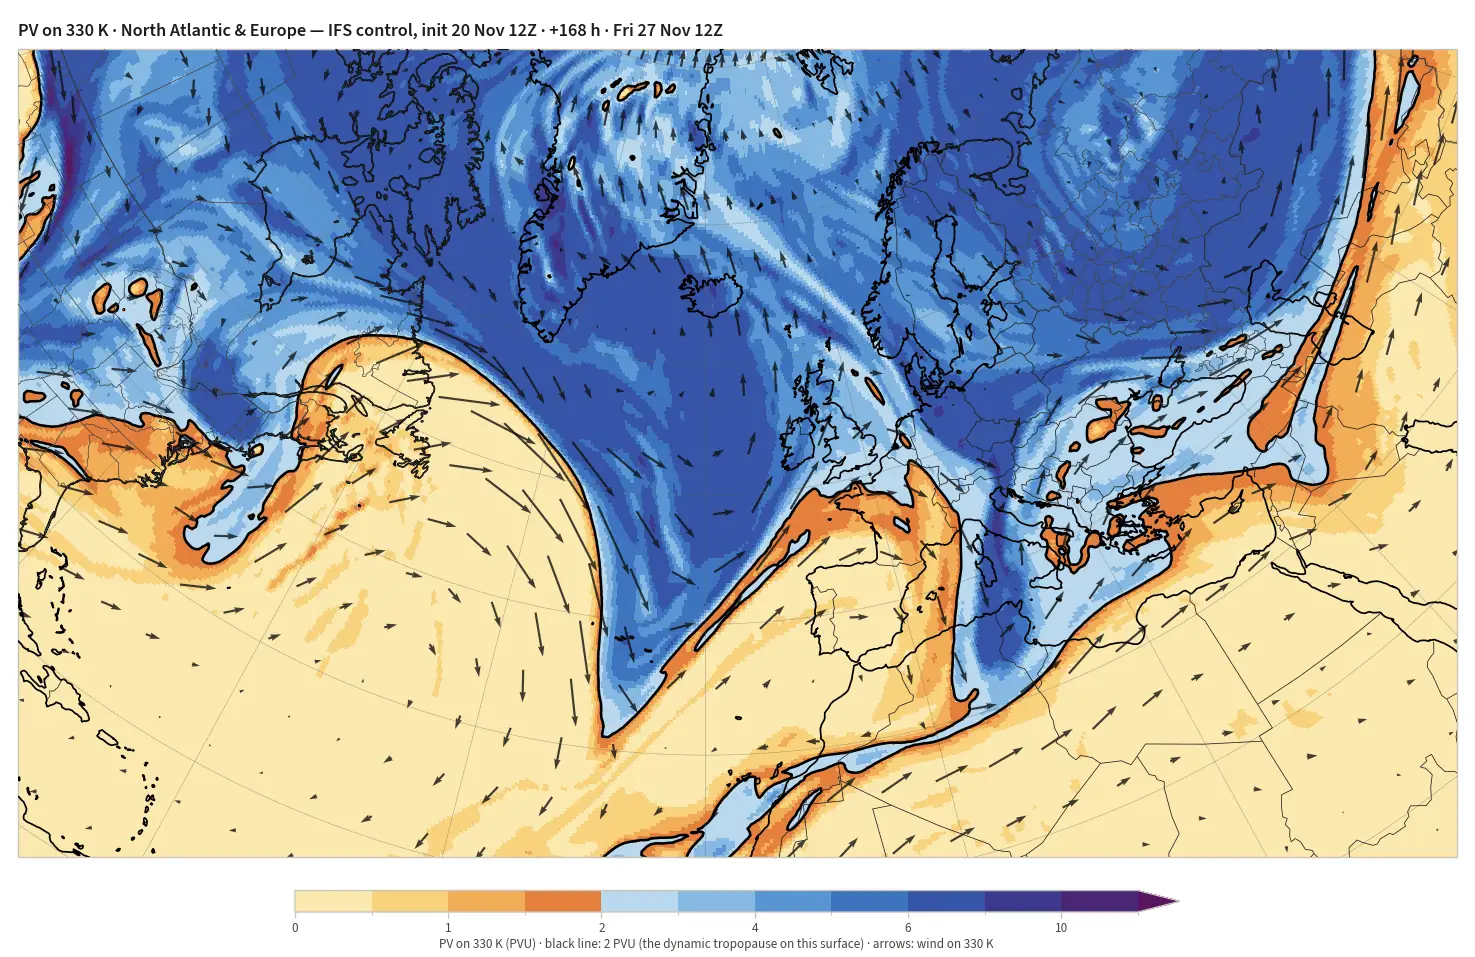 PV on 330 K · North Atlantic & Europe — IFS control, init 20 Nov 12Z · +168 h · Fri 27 Nov 12Z
0 1 2 4 6 10
PV on 330 K (PVU) · black line: 2 PVU (the dynamic tropopause on this surface) · arrows: wind on 330 K